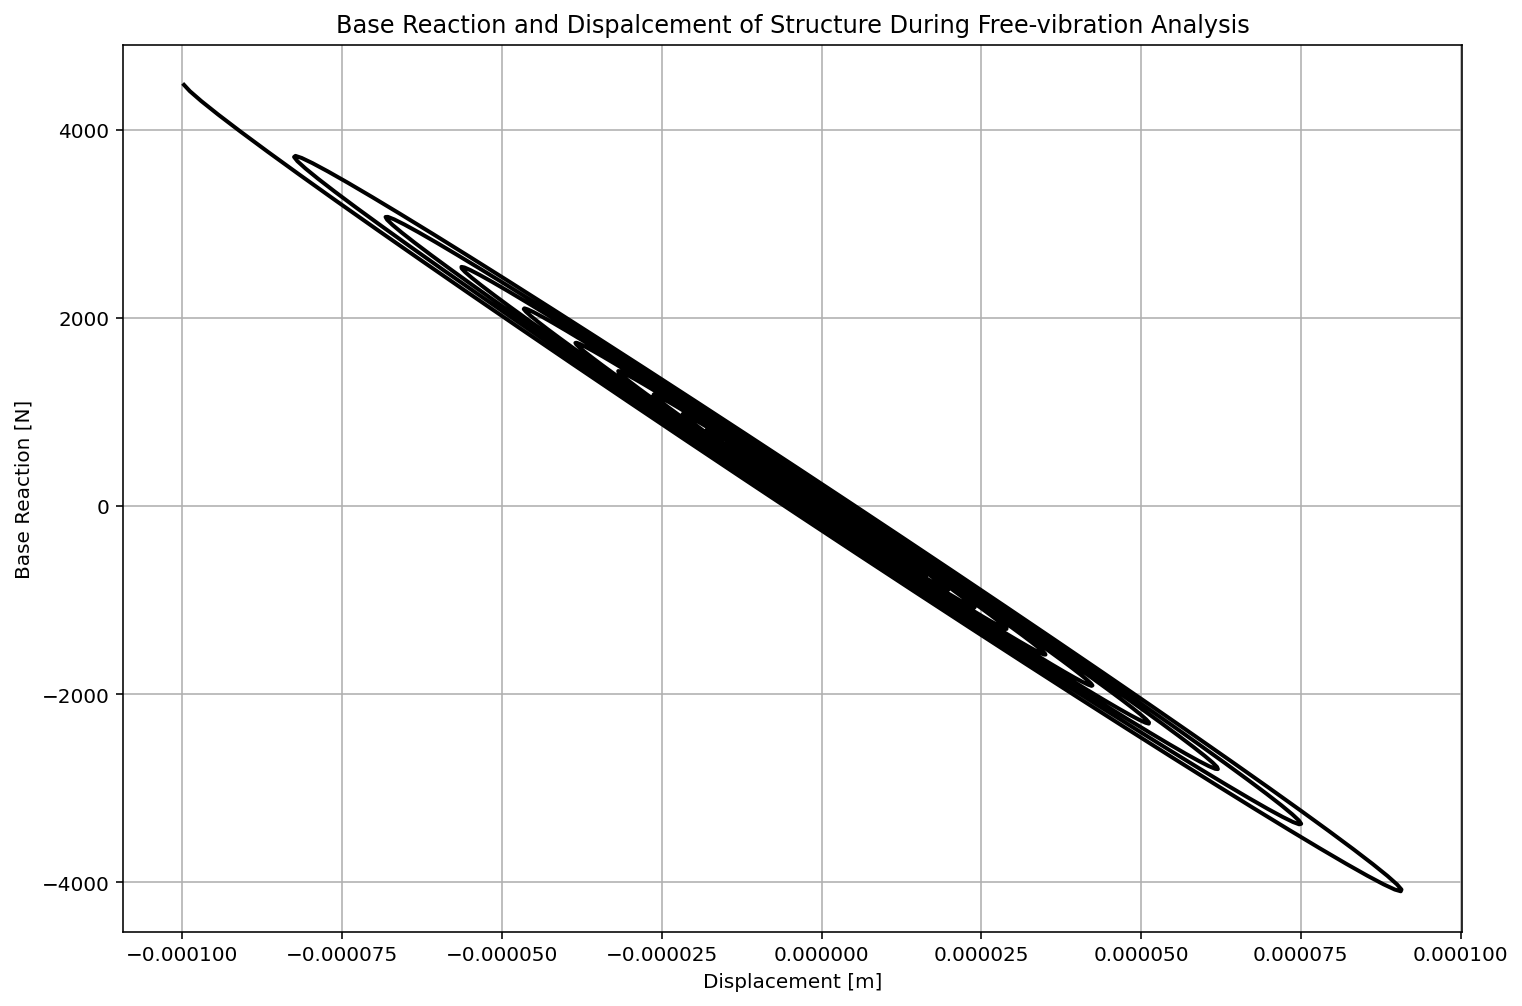 Base Reaction and Dispalcement of Structure During Free-vibration Analysis
Base Reaction [N]
4000
2000
0
−2000
−4000
−0.000100 −0.000075 −0.000050 −0.000025 0.000000 0.000025 0.000050 0.000075 0.000100
Displacement [m]